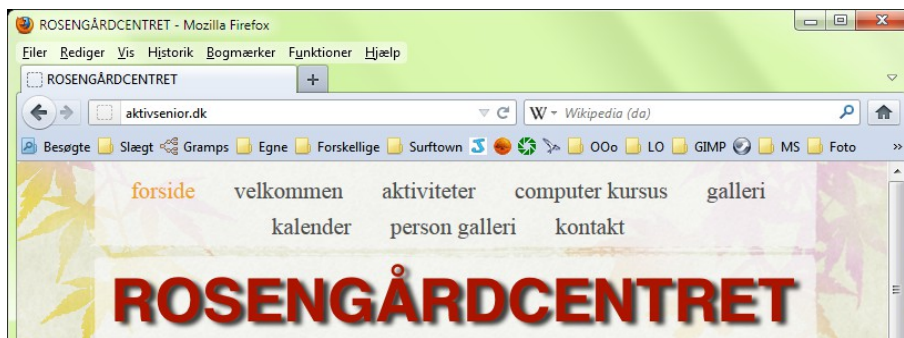 ROSENGÅRDCENTRET - Mozilla Firefox
Filer Rediger Vis Historik Bogmærker Funktioner Hjælp
ROSENGÅRDCENTRET +
aktivsenior.dk W Wikipedia (da)
Besøgte Slægt Gramps Egne Forskellige Surftown OOo LO GIMP MS Foto »
forside velkommen aktiviteter computer kursus galleri
kalender person galleri kontakt
ROSENGÅRDCENTRET